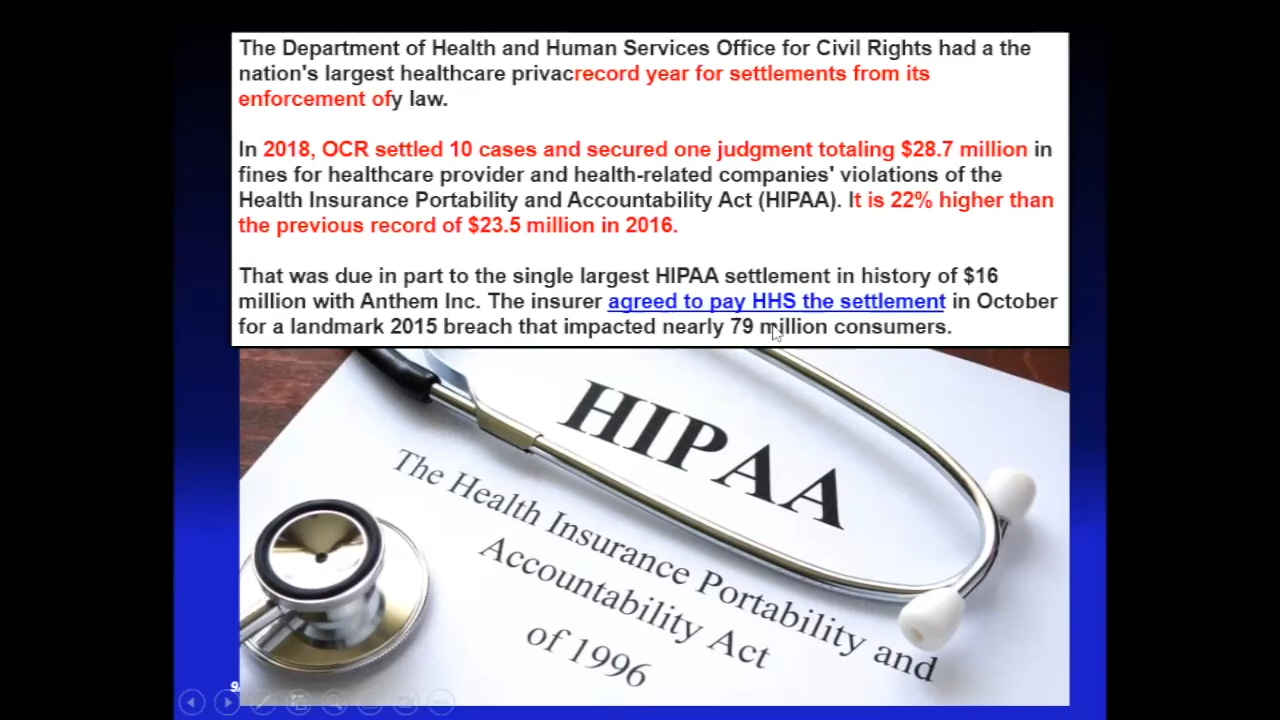 The Department of Health and Human Services Office for Civil Rights had a the
nation's largest healthcare privacrecord year for settlements from its
enforcement ofy law.
In 2018, OCR settled 10 cases and secured one judgment totaling $28.7 million in
fines for healthcare provider and health-related companies' violations of the
Health Insurance Portability and Accountability Act (HIPAA). It is 22% higher than
the previous record of $23.5 million in 2016.
That was due in part to the single largest HIPAA settlement in history of $16
million with Anthem Inc. The insurer agreed to pay HHS the settlement in October
for a landmark 2015 breach that impacted nearly 79 million consumers.
HIPAA
The Health Insurance Portability and
Accountability Act
of 1996